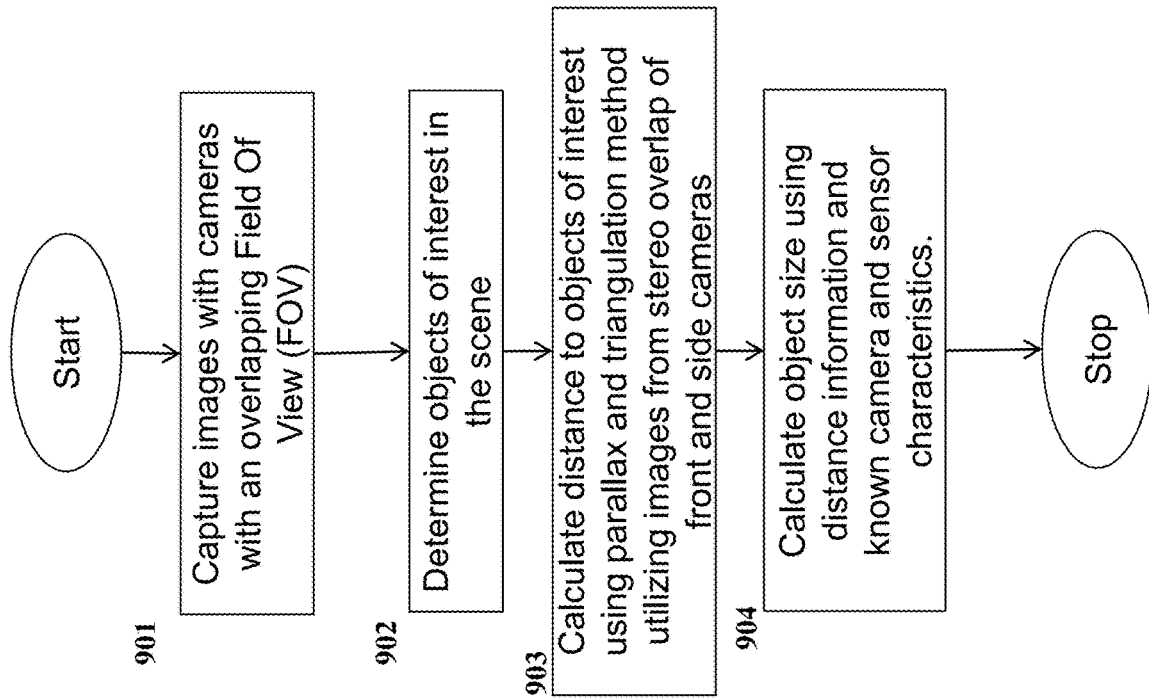 Start
901
Capture images with cameras
with an overlapping Field Of
View (FOV)
902
Determine objects of interest in
the scene
903
Calculate distance to objects of interest
using parallax and triangulation method
utilizing images from stereo overlap of
front and side cameras
904
Calculate object size using
distance information and
known camera and sensor
characteristics.
Stop